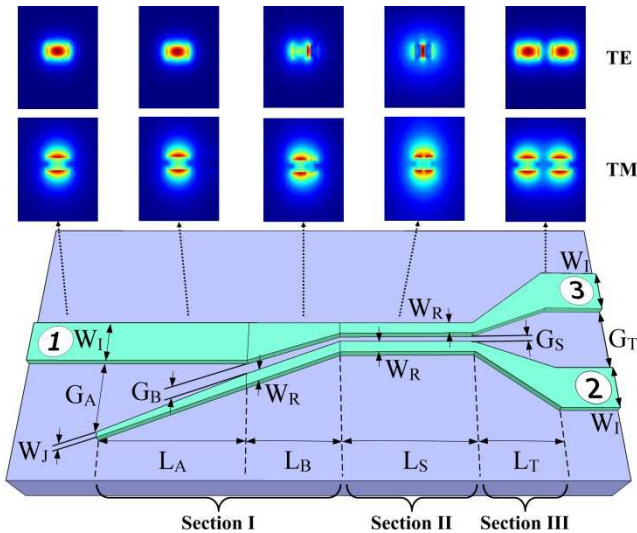 TE
TM
W_I
3
W_R
1
W_I
G_S
G_T
G_A
G_B
W_R
W_R
2
W_J
W_I
L_A
L_B
L_S
L_T
Section I
Section II
Section III